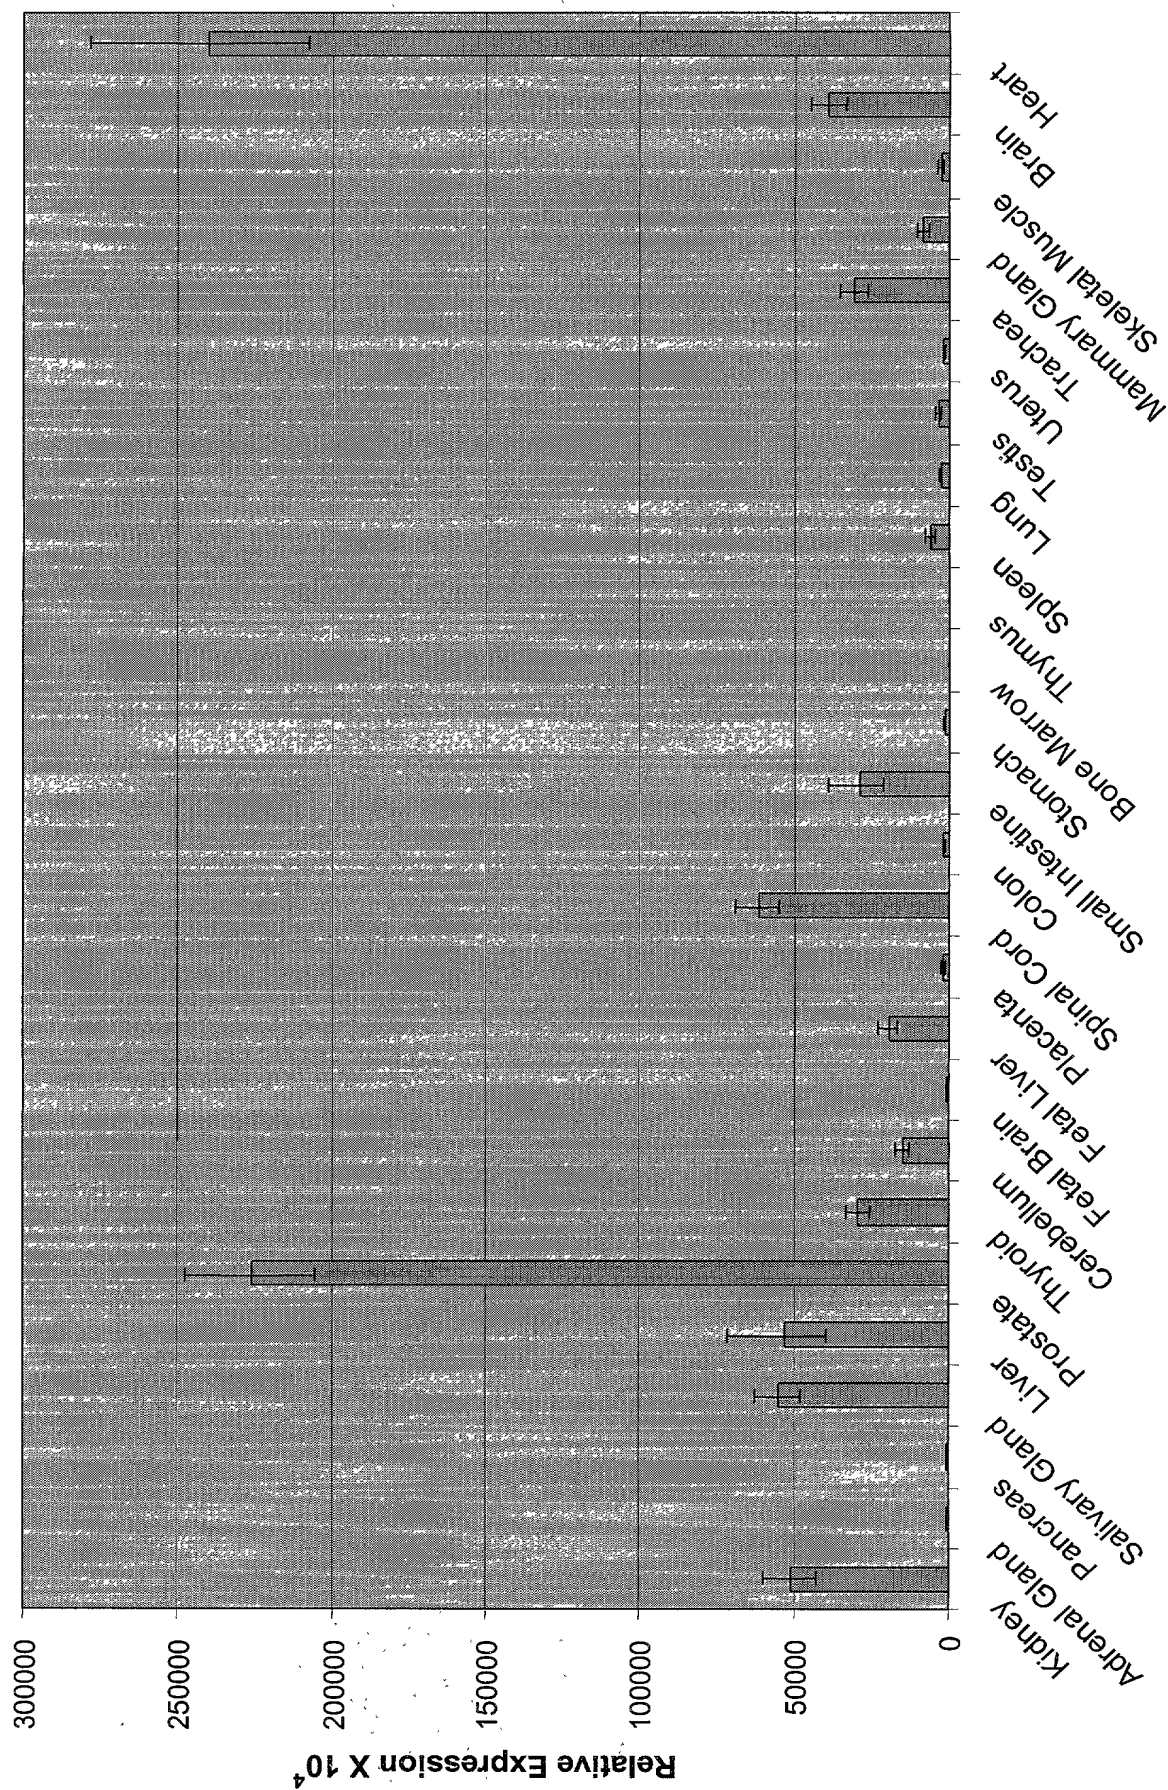 Relative Expression X 10⁴
300000
250000
200000
150000
100000
50000
0
Kidney
Adrenal Gland
Pancreas
Salivary Gland
Liver
Prostate
Thyroid
Cerebellum
Fetal Brain
Fetal Liver
Placenta
Spinal Cord
Colon
Small Intestine
Stomach
Bone Marrow
Thymus
Spleen
Lung
Testis
Uterus
Trachea
Mammary Gland
Skeletal Muscle
Brain
Heart